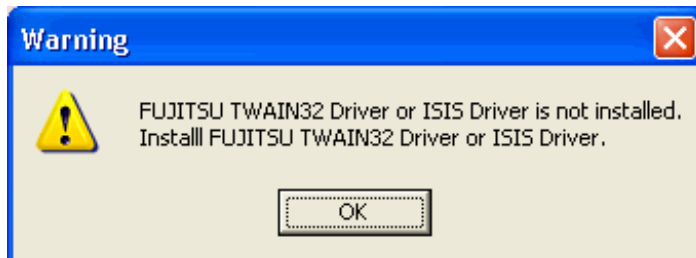 Warning
FUJITSU TWAIN32 Driver or ISIS Driver is not installed.
Installl FUJITSU TWAIN32 Driver or ISIS Driver.
OK